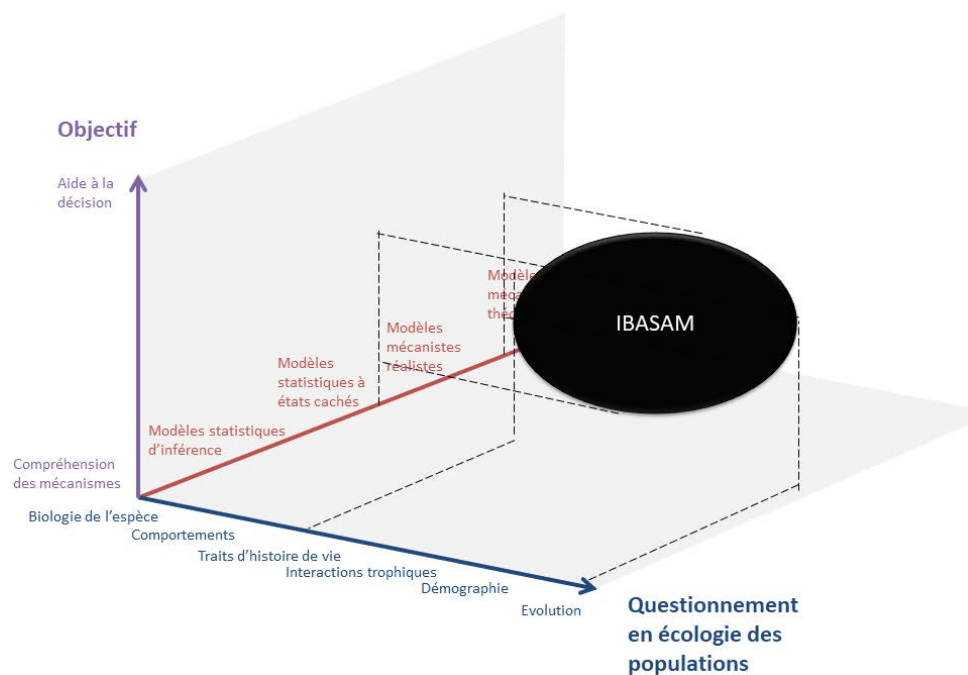 Objectif
Aide à la
décision
Modèles
mécanistes
réalistes
IBASAM
Modèles
statistiques à
états cachés
Modèles statistiques
d'inférence
Compréhension
des mécanismes
Biologie de l'espèce
Comportements
Traits d'histoire de vie
Interactions trophiques
Démographie
Evolution
Questionnement
en écologie des
populations